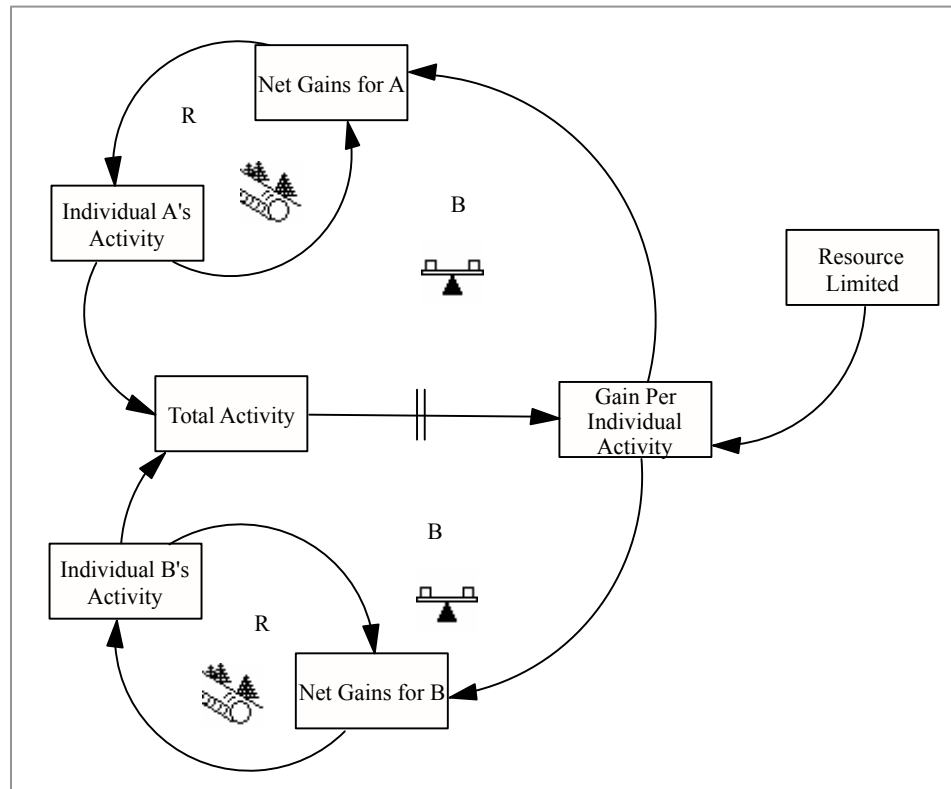 Net Gains for A
R
Individual A's
Activity
B
Resource
Limited
Total Activity
Gain Per
Individual
Activity
B
Individual B's
Activity
R
Net Gains for B